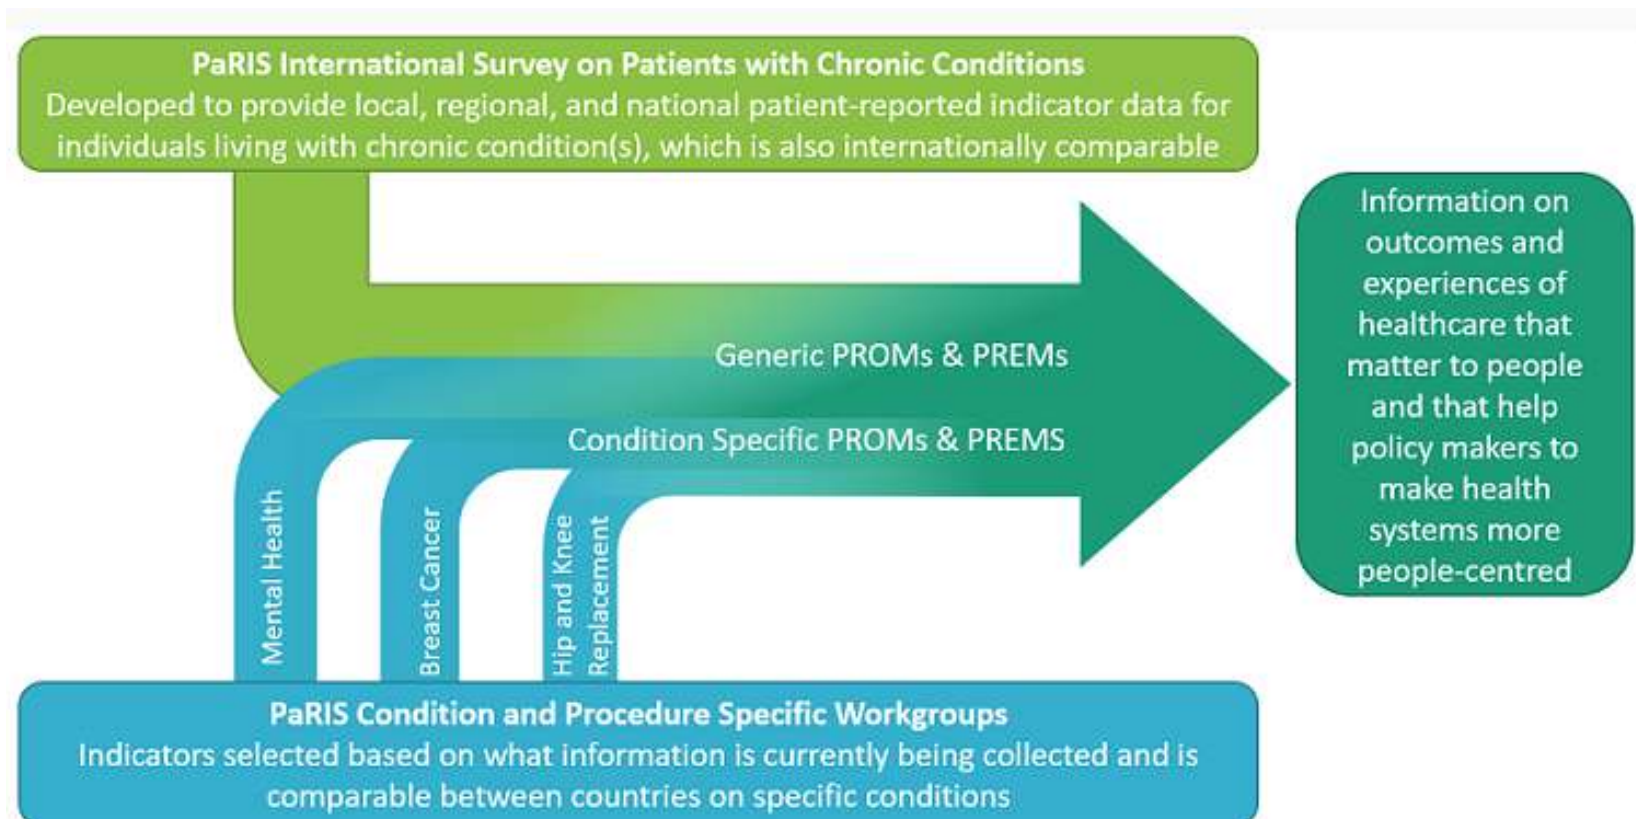 PaRIS International Survey on Patients with Chronic Conditions
Developed to provide local, regional, and national patient-reported indicator data for
individuals living with chronic condition(s), which is also internationally comparable
Generic PROMs & PREMs
Condition Specific PROMs & PREMS
Mental Health
Breast Cancer
Hip and Knee
Replacement
PaRIS Condition and Procedure Specific Workgroups
Indicators selected based on what information is currently being collected and is
comparable between countries on specific conditions
Information on
outcomes and
experiences of
healthcare that
matter to people
and that help
policy makers to
make health
systems more
people-centred